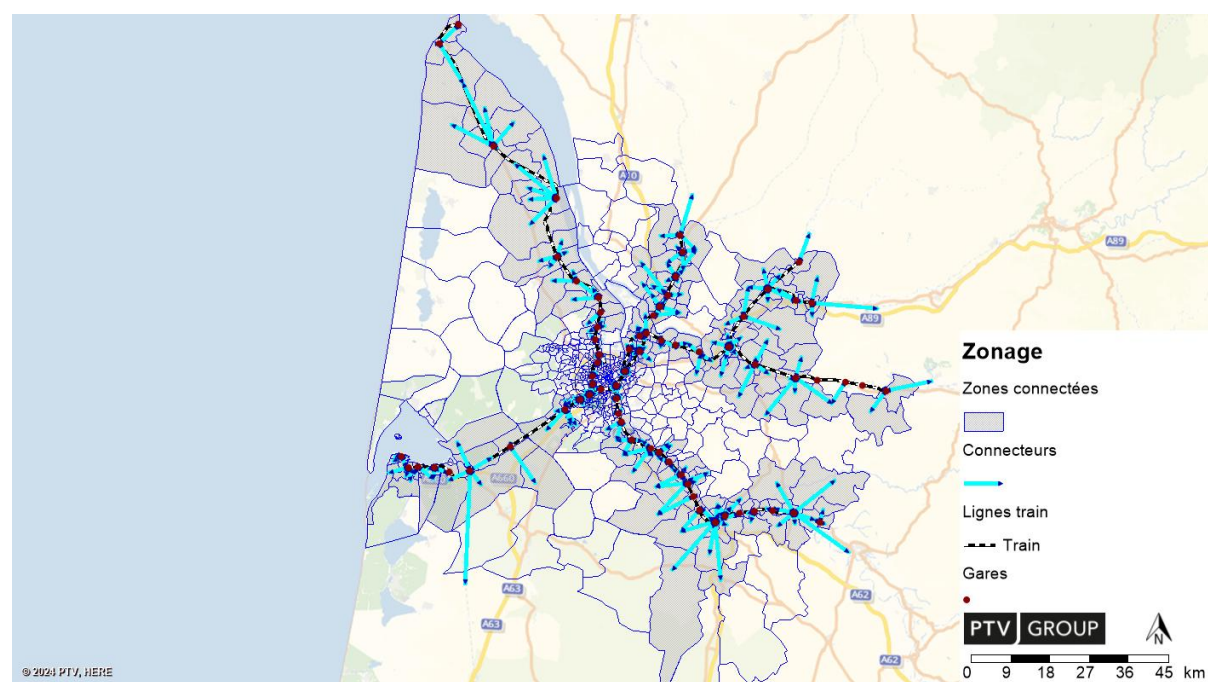 A10
A89
A89
A660
A63
A63
A62
A62
Zonage
Zones connectées
Connecteurs
Lignes train
Train
Gares
PTV GROUP
N
0 9 18 27 36 45 km
© 2024 PTV, HERE